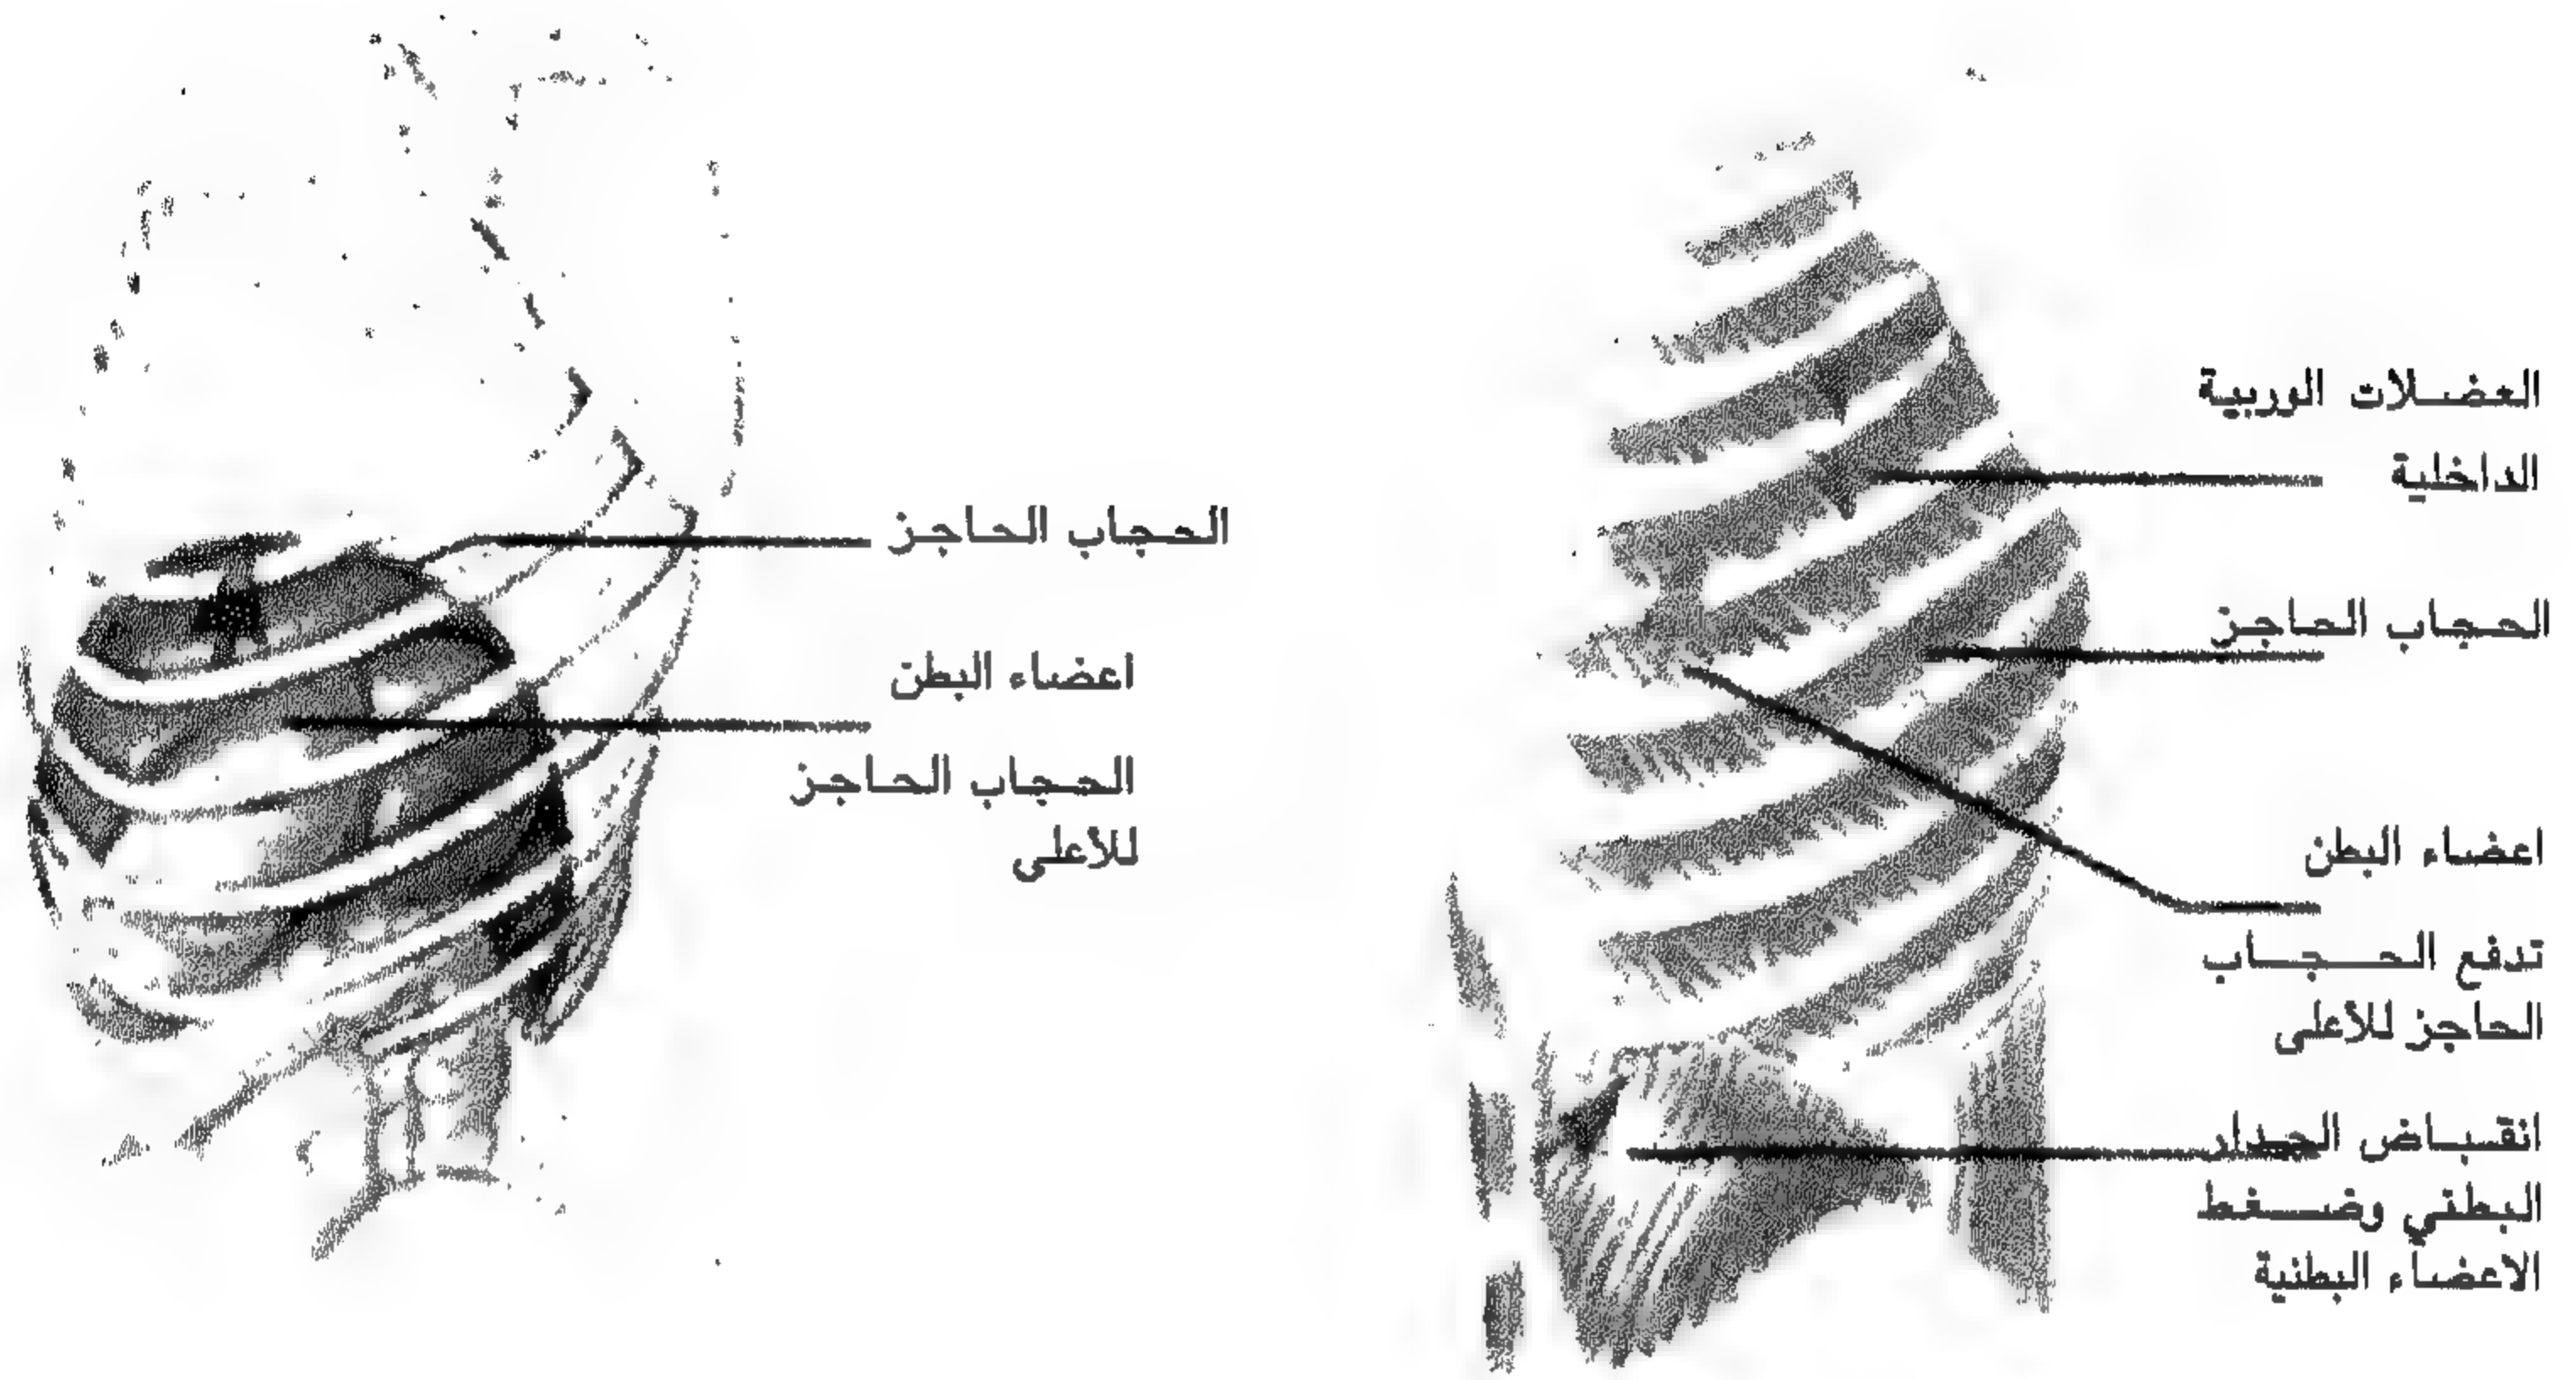 العضلات الوربية
الداخلية
الحجاب الحاجز
اعضاء البطن
تدفع الحجاب
الحاجز للأعلى
انقباض الجدار
البطني وضغط
الاعضاء البطنية
الحجاب الحاجز
اعضاء البطن
الحجاب الحاجز
للأعلى